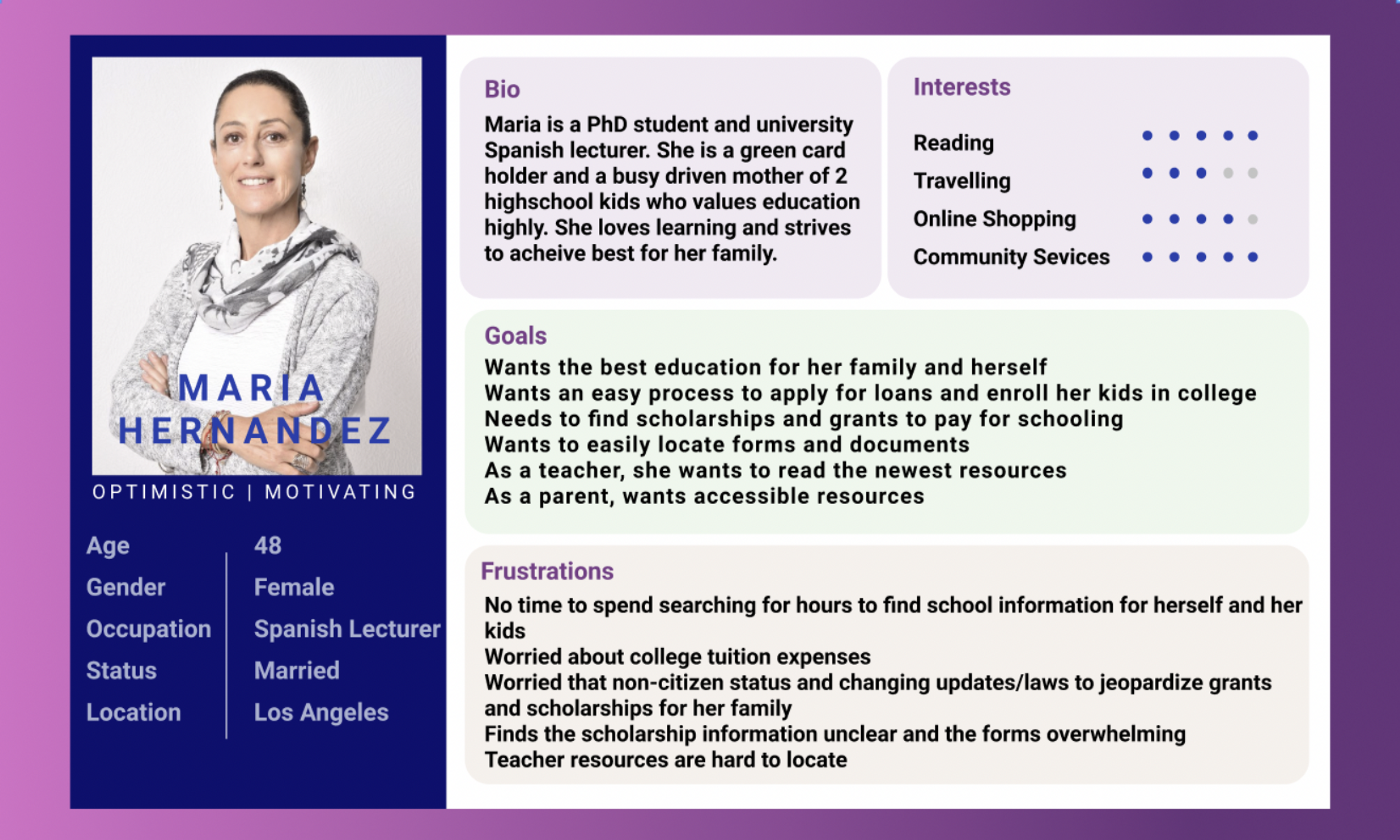 MARIA
HERNANDEZ
OPTIMISTIC | MOTIVATING
Age 48
Gender Female
Occupation Spanish Lecturer
Status Married
Location Los Angeles
Bio
Maria is a PhD student and university
Spanish lecturer. She is a green card
holder and a busy driven mother of 2
highschool kids who values education
highly. She loves learning and strives
to acheive best for her family.
Interests
Reading
Travelling
Online Shopping
Community Sevices
Goals
Wants the best education for her family and herself
Wants an easy process to apply for loans and enroll her kids in college
Needs to find scholarships and grants to pay for schooling
Wants to easily locate forms and documents
As a teacher, she wants to read the newest resources
As a parent, wants accessible resources
Frustrations
No time to spend searching for hours to find school information for herself and her
kids
Worried about college tuition expenses
Worried that non-citizen status and changing updates/laws to jeopardize grants
and scholarships for her family
Finds the scholarship information unclear and the forms overwhelming
Teacher resources are hard to locate